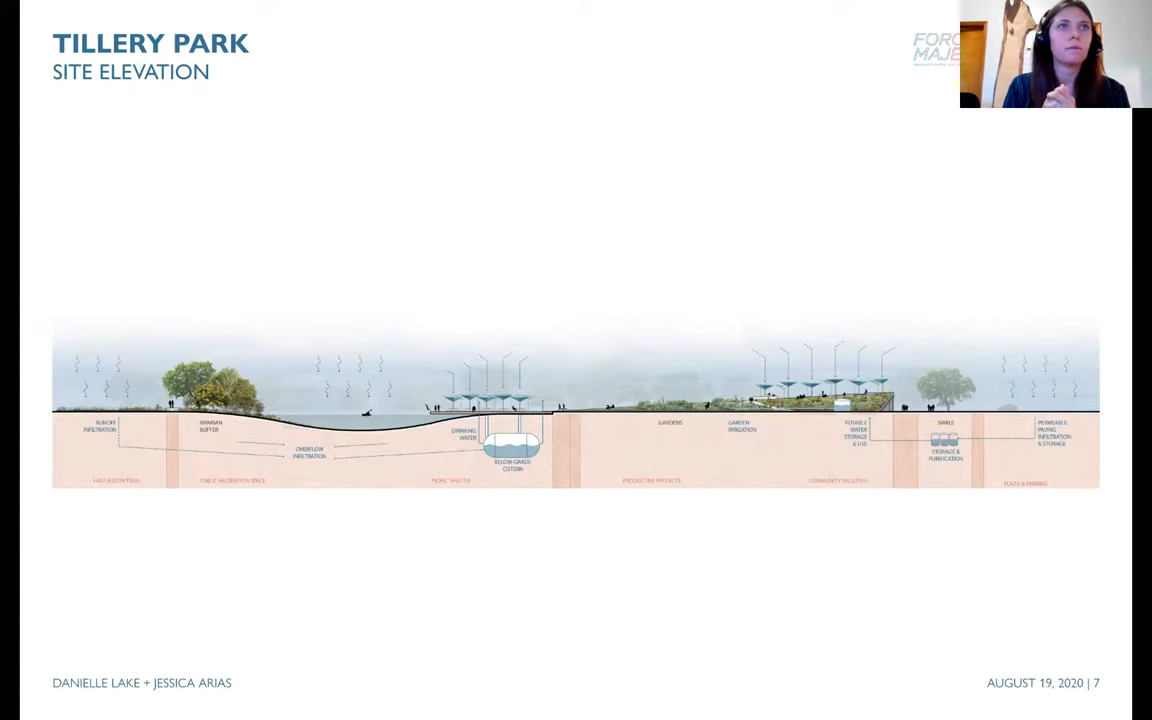 TILLERY PARK
SITE ELEVATION
RUNOFF
INFILTRATION
RIPARIAN
BUFFER
OVERFLOW
INFILTRATION
DRINKING
WATER
BELOW-GRADE
CISTERN
GARDENS
GARDEN
IRRIGATION
POTABLE
WATER
STORAGE
& USE
SWALE
STORAGE &
PURIFICATION
PERMEABLE
PAVING
INFILTRATION
& STORAGE
EAST AUSTIN TRAIL
PUBLIC RECREATION SPACE
PICNIC SHELTER
PRODUCTIVE PROJECTS
COMMUNITY FACILITIES
PLAZA & PARKING
DANIELLE LAKE + JESSICA ARIAS
AUGUST 19, 2020 | 7